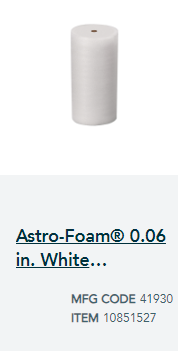 Astro-Foam® 0.06
in. White...
MFG CODE 41930
ITEM 10851527